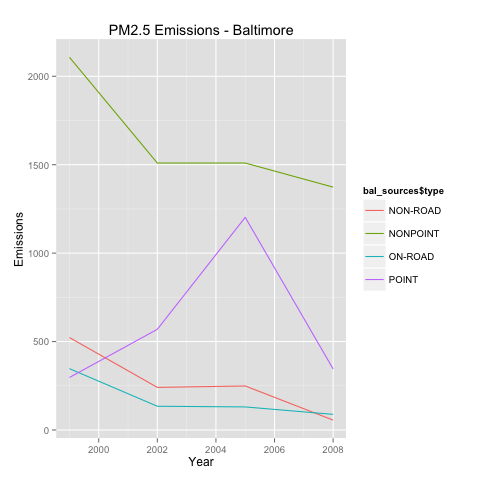 PM2.5 Emissions - Baltimore
2000
1500
1000
500
0
Emissions
2000
2002
2004
2006
2008
Year
bal_sources$type
NON-ROAD
NONPOINT
ON-ROAD
POINT